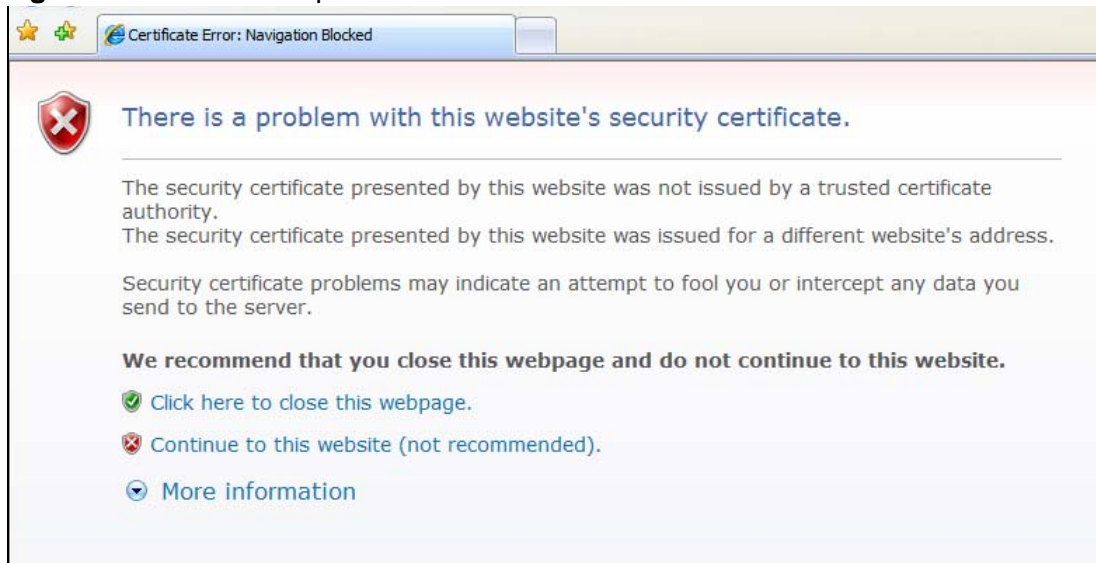 Certificate Error: Navigation Blocked
There is a problem with this website's security certificate.
The security certificate presented by this website was not issued by a trusted certificate
authority.
The security certificate presented by this website was issued for a different website's address.
Security certificate problems may indicate an attempt to fool you or intercept any data you
send to the server.
We recommend that you close this webpage and do not continue to this website.
Click here to close this webpage.
Continue to this website (not recommended).
More information